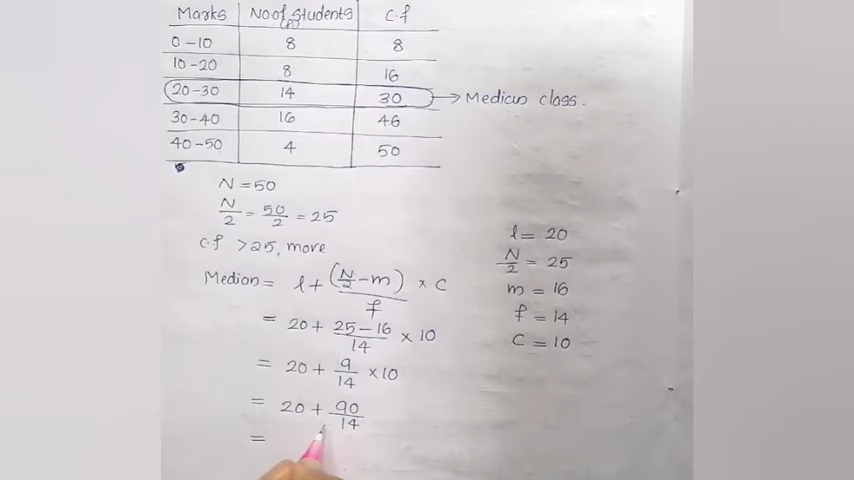 Marks No of Students (f) C.f
0-10 8 8
10-20 8 16
20-30 14 30 → Median class.
30-40 16 46
40-50 4 50
N = 50
N/2 = 50/2 = 25
C.f > 25, more
Median = l + (N/2 - m)/f × C
= 20 + 25-16/14 × 10
= 20 + 9/14 × 10
= 20 + 90/14
=
l = 20
N/2 = 25
m = 16
f = 14
C = 10